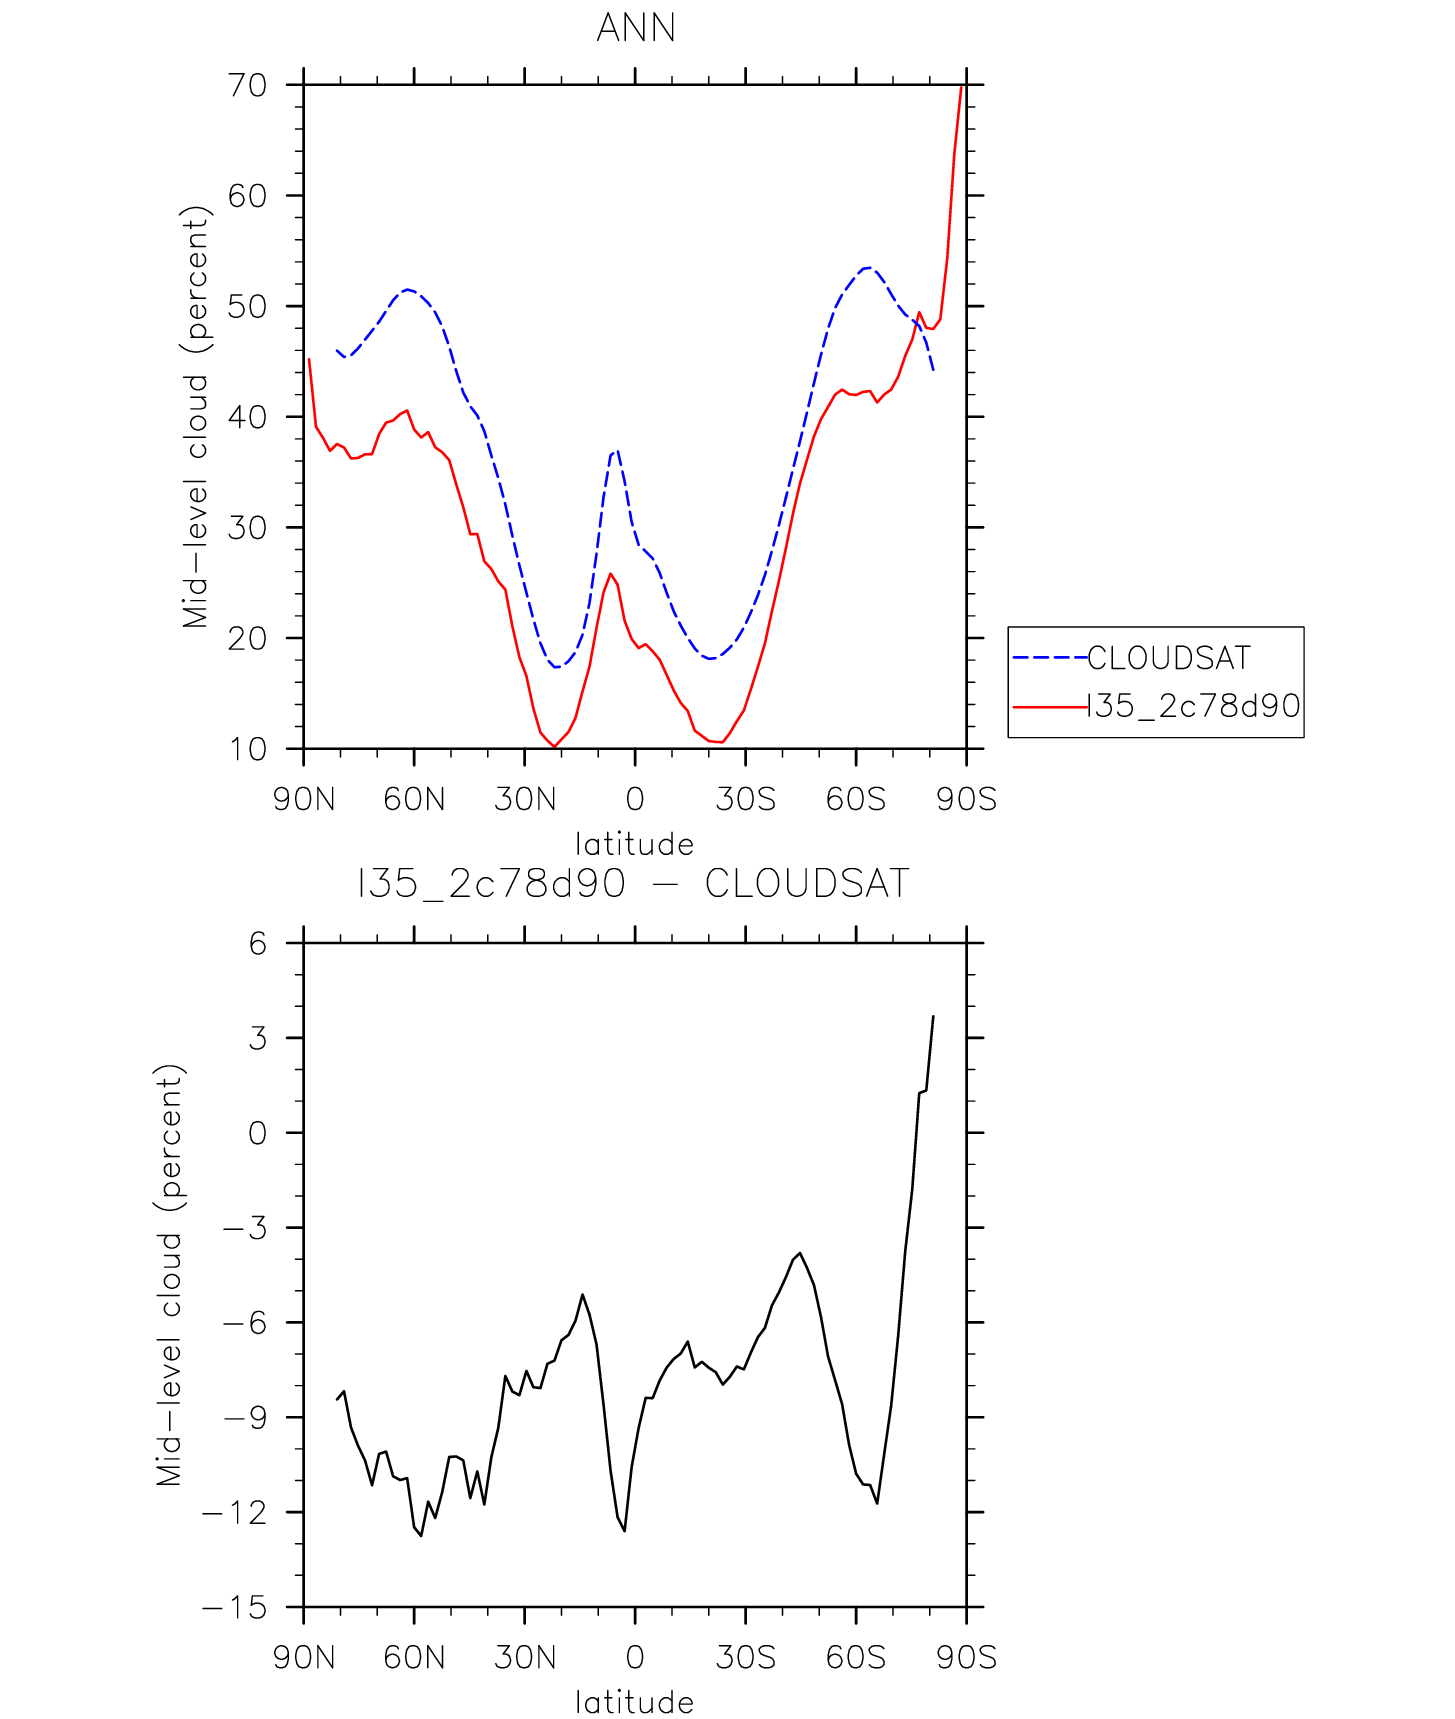 ANN
70
60
50
40
30
20
10
Mid-level cloud (percent)
90N 60N 30N 0 30S 60S 90S
latitude
CLOUDSAT
I35_2c78d90
I35_2c78d90 - CLOUDSAT
6
3
0
-3
-6
-9
-12
-15
Mid-level cloud (percent)
90N 60N 30N 0 30S 60S 90S
latitude